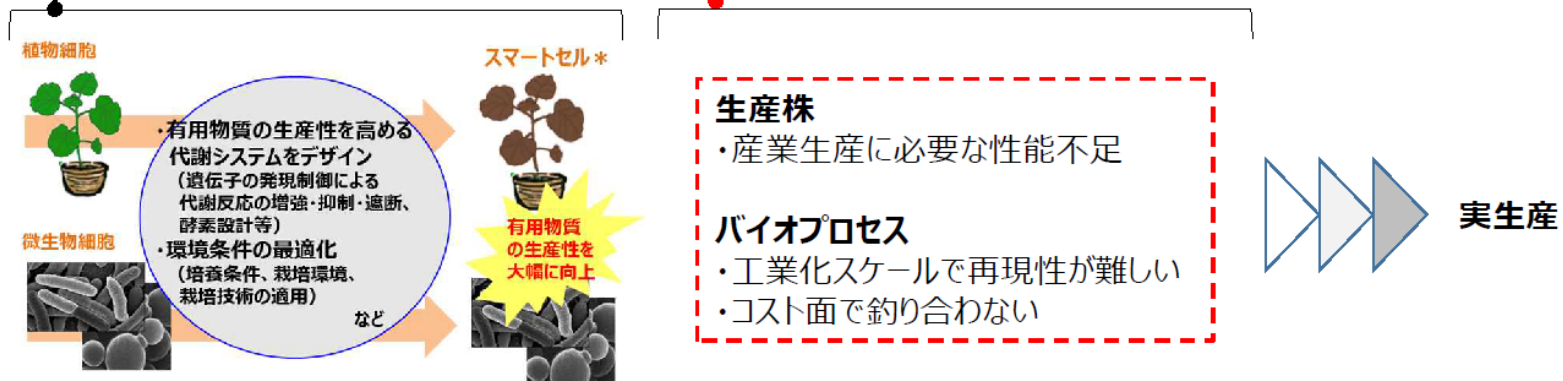 植物細胞
スマートセル＊
・有用物質の生産性を高める
代謝システムをデザイン
（遺伝子の発現制御による
代謝反応の増強・抑制・遮断、
酵素設計等）
・環境条件の最適化
（培養条件、栽培環境、
栽培技術の適用）
など
微生物細胞
有用物質
の生産性を
大幅に向上
生産株
・産業生産に必要な性能不足
バイオプロセス
・工業化スケールで再現性が難しい
・コスト面で釣り合わない
実生産